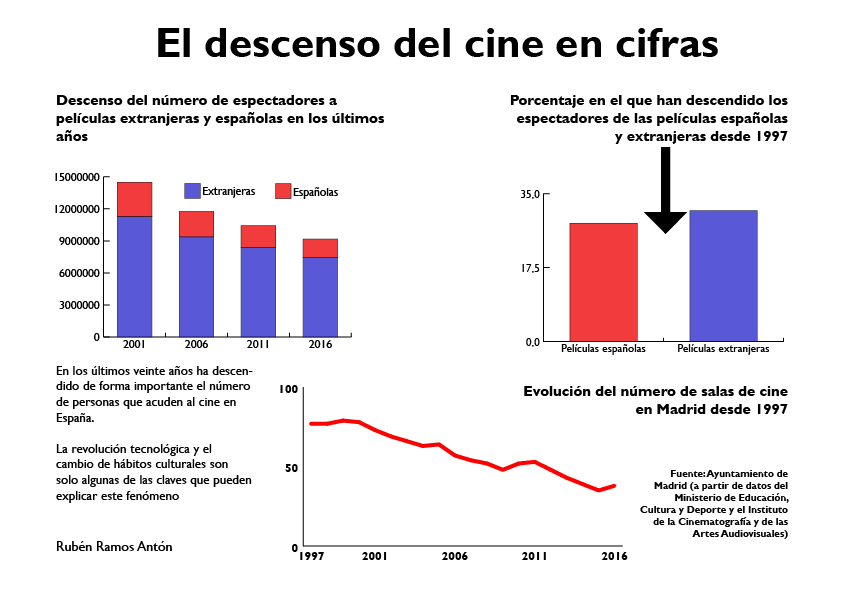 El descenso del cine en cifras
Descenso del número de espectadores a
películas extranjeras y españolas en los últimos
años
15000000
12000000
9000000
6000000
3000000
0
Extranjeras
Españolas
2001
2006
2011
2016
Porcentaje en el que han descendido los
espectadores de las películas españolas
y extranjeras desde 1997
35,0
17,5
0,0
Películas españolas
Películas extranjeras
En los últimos veinte años ha descen-
dido de forma importante el número
de personas que acuden al cine en
España.
La revolución tecnológica y el
cambio de hábitos culturales son
solo algunas de las claves que pueden
explicar este fenómeno
Rubén Ramos Antón
Evolución del número de salas de cine
en Madrid desde 1997
100
50
0
1997
2001
2006
2011
2016
Fuente: Ayuntamiento de
Madrid (a partir de datos del
Ministerio de Educación,
Cultura y Deporte y el Instituto
de la Cinematografía y de las
Artes Audiovisuales)